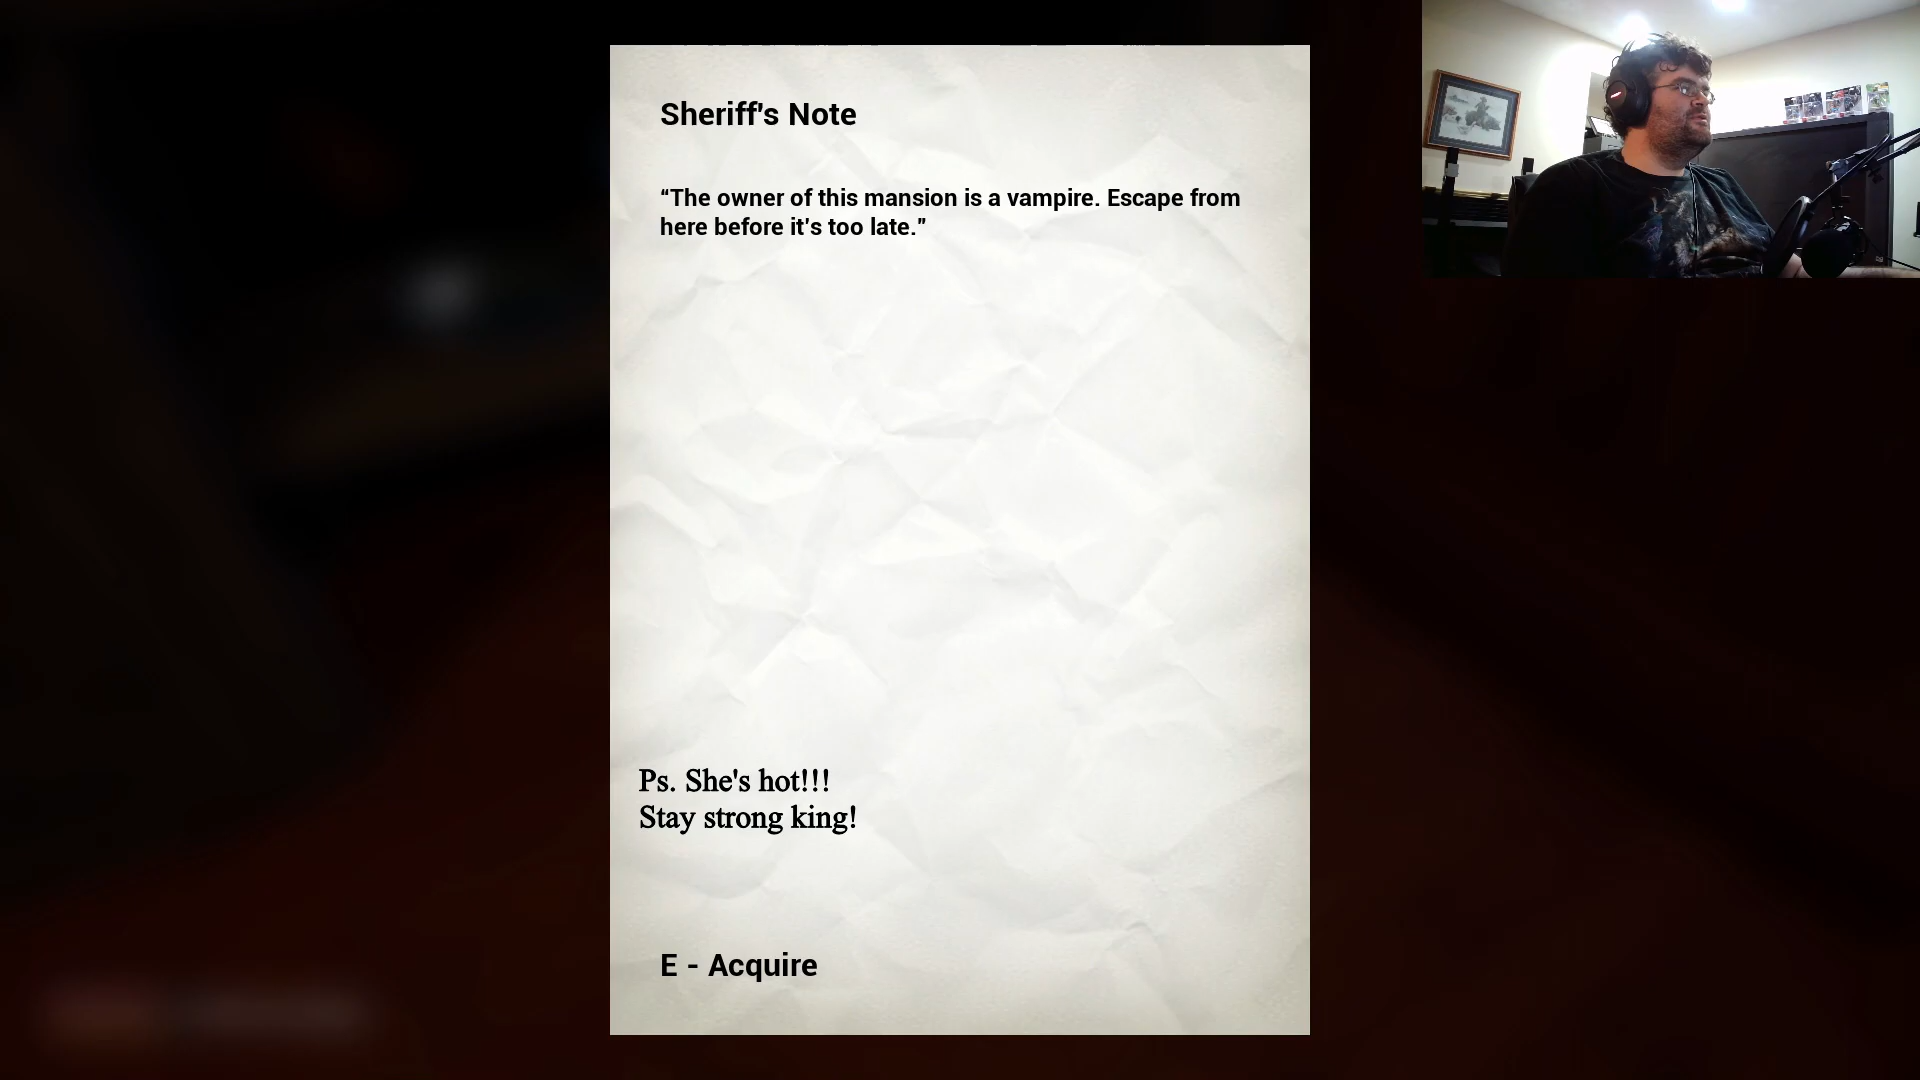 Sheriff's Note
“The owner of this mansion is a vampire. Escape from
here before it's too late.”
Ps. She's hot!!!
Stay strong king!
E - Acquire